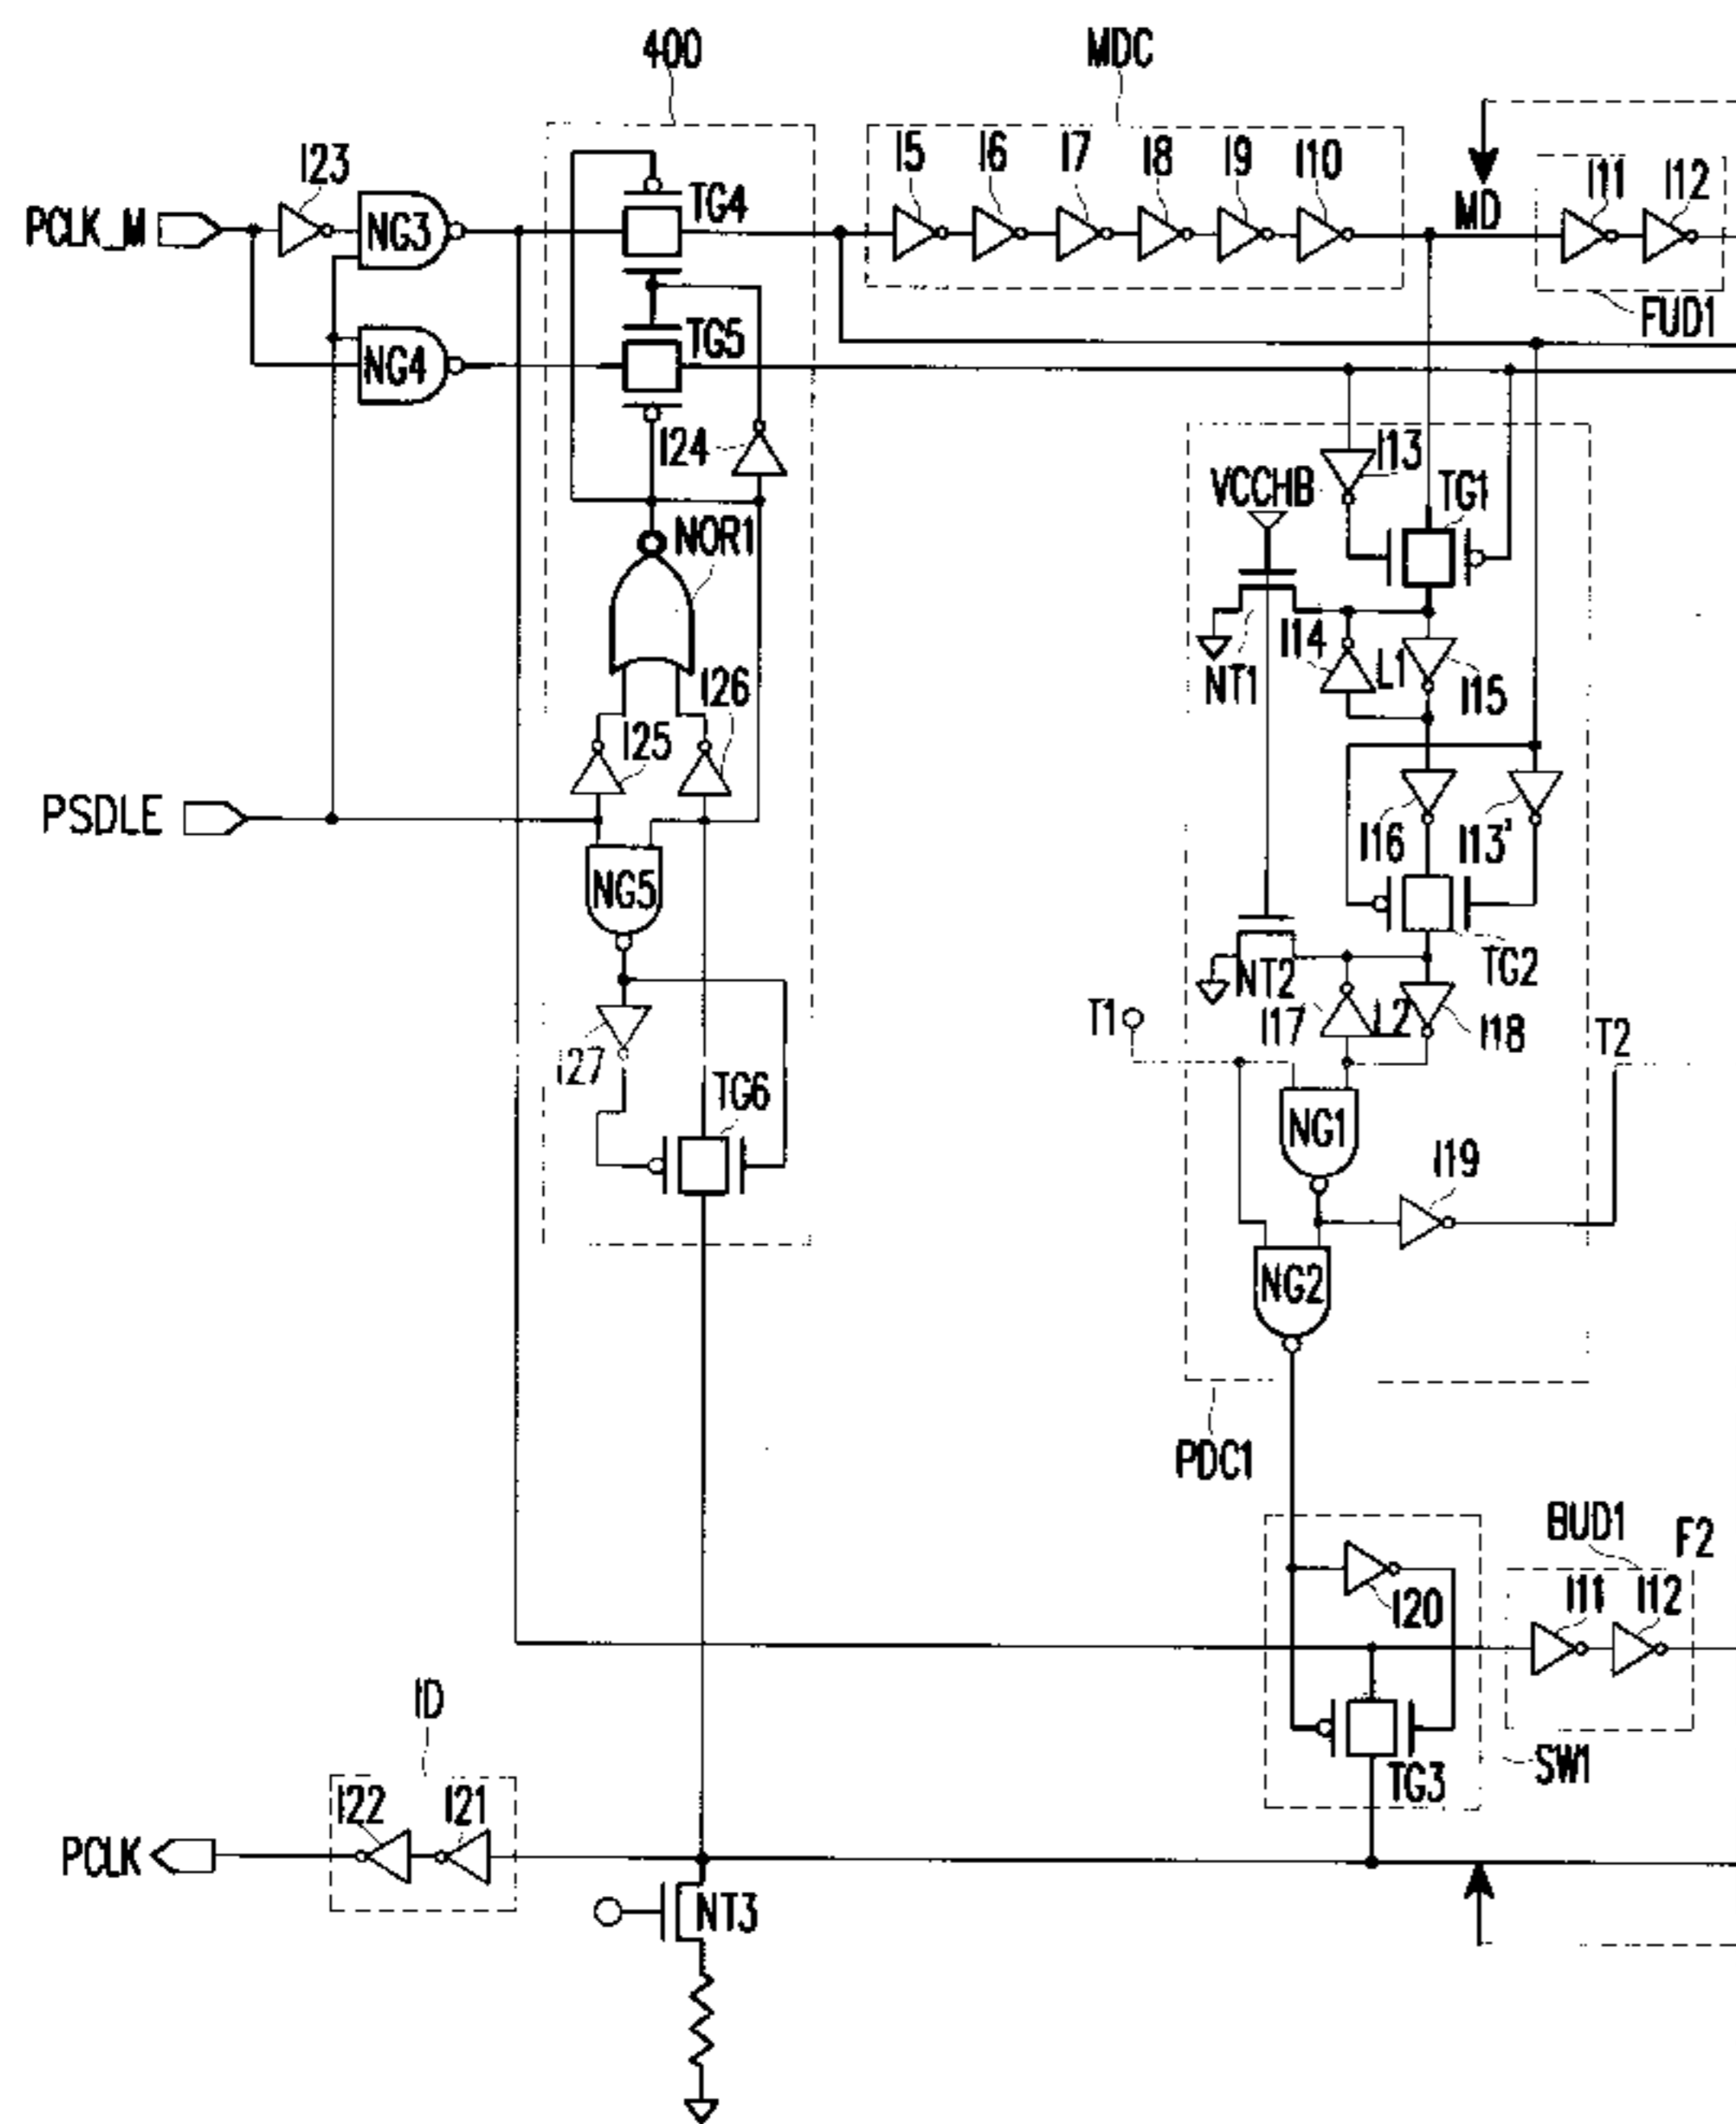 400
MDC
I23
I5
I6
I7
I8
I9
I10
I11
I12
PCLK_M
NG3
TG4
MD
FUD1
NG4
TG5
I24
VCCHB
I13
TG1
NOR1
I14
L1
NT1
I15
I26
I25
PSDLE
I16
I13'
NG5
TG2
NT2
T1
I17
L2
I18
T2
I27
TG6
NG1
I19
NG2
PDC1
BUD1
F2
I20
I11
I12
ID
SW1
TG3
I22
I21
PCLK
NT3